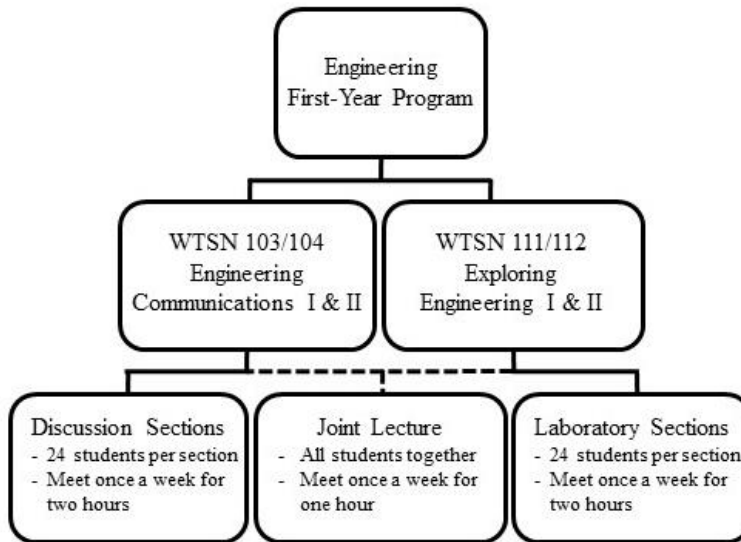 Engineering
First-Year Program
WTSN 103/104
Engineering
Communications I & II
WTSN 111/112
Exploring
Engineering I & II
Discussion Sections
- 24 students per section
- Meet once a week for
two hours
Joint Lecture
- All students together
- Meet once a week for
one hour
Laboratory Sections
- 24 students per section
- Meet once a week for
two hours